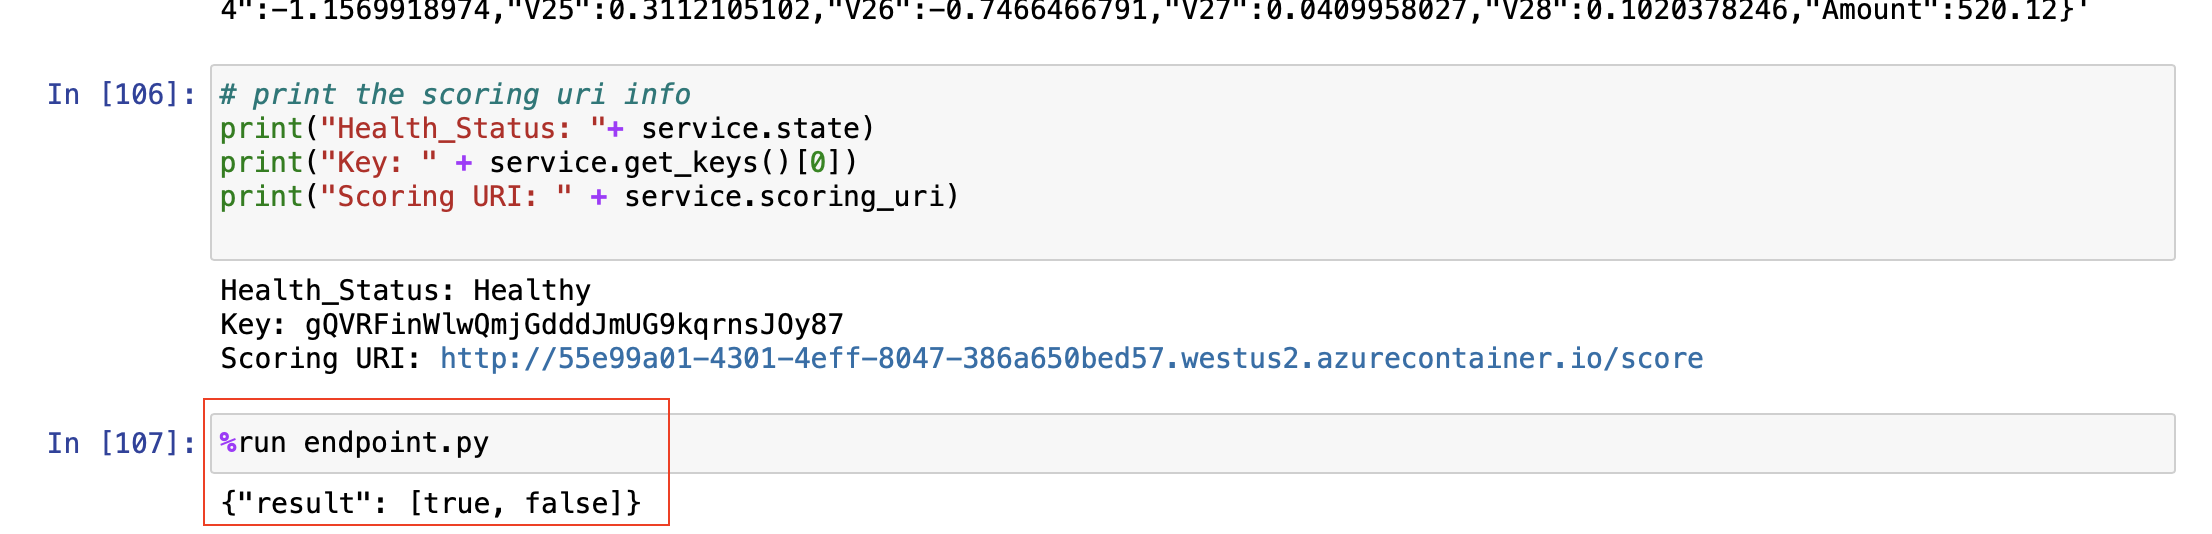 4":-1.1569918974,"V25":0.3112105102,"V26":-0.7466466791,"V27":0.0409958027,"V28":0.1020378246,"Amount":520.12}'
In [106]:
# print the scoring uri info
print("Health_Status: "+ service.state)
print("Key: " + service.get_keys()[0])
print("Scoring URI: " + service.scoring_uri)
Health_Status: Healthy
Key: gQVRFinWlwQmjGdddJmUG9kqrnsJOy87
Scoring URI: http://55e99a01-4301-4eff-8047-386a650bed57.westus2.azurecontainer.io/score
In [107]:
%run endpoint.py
{"result": [true, false]}